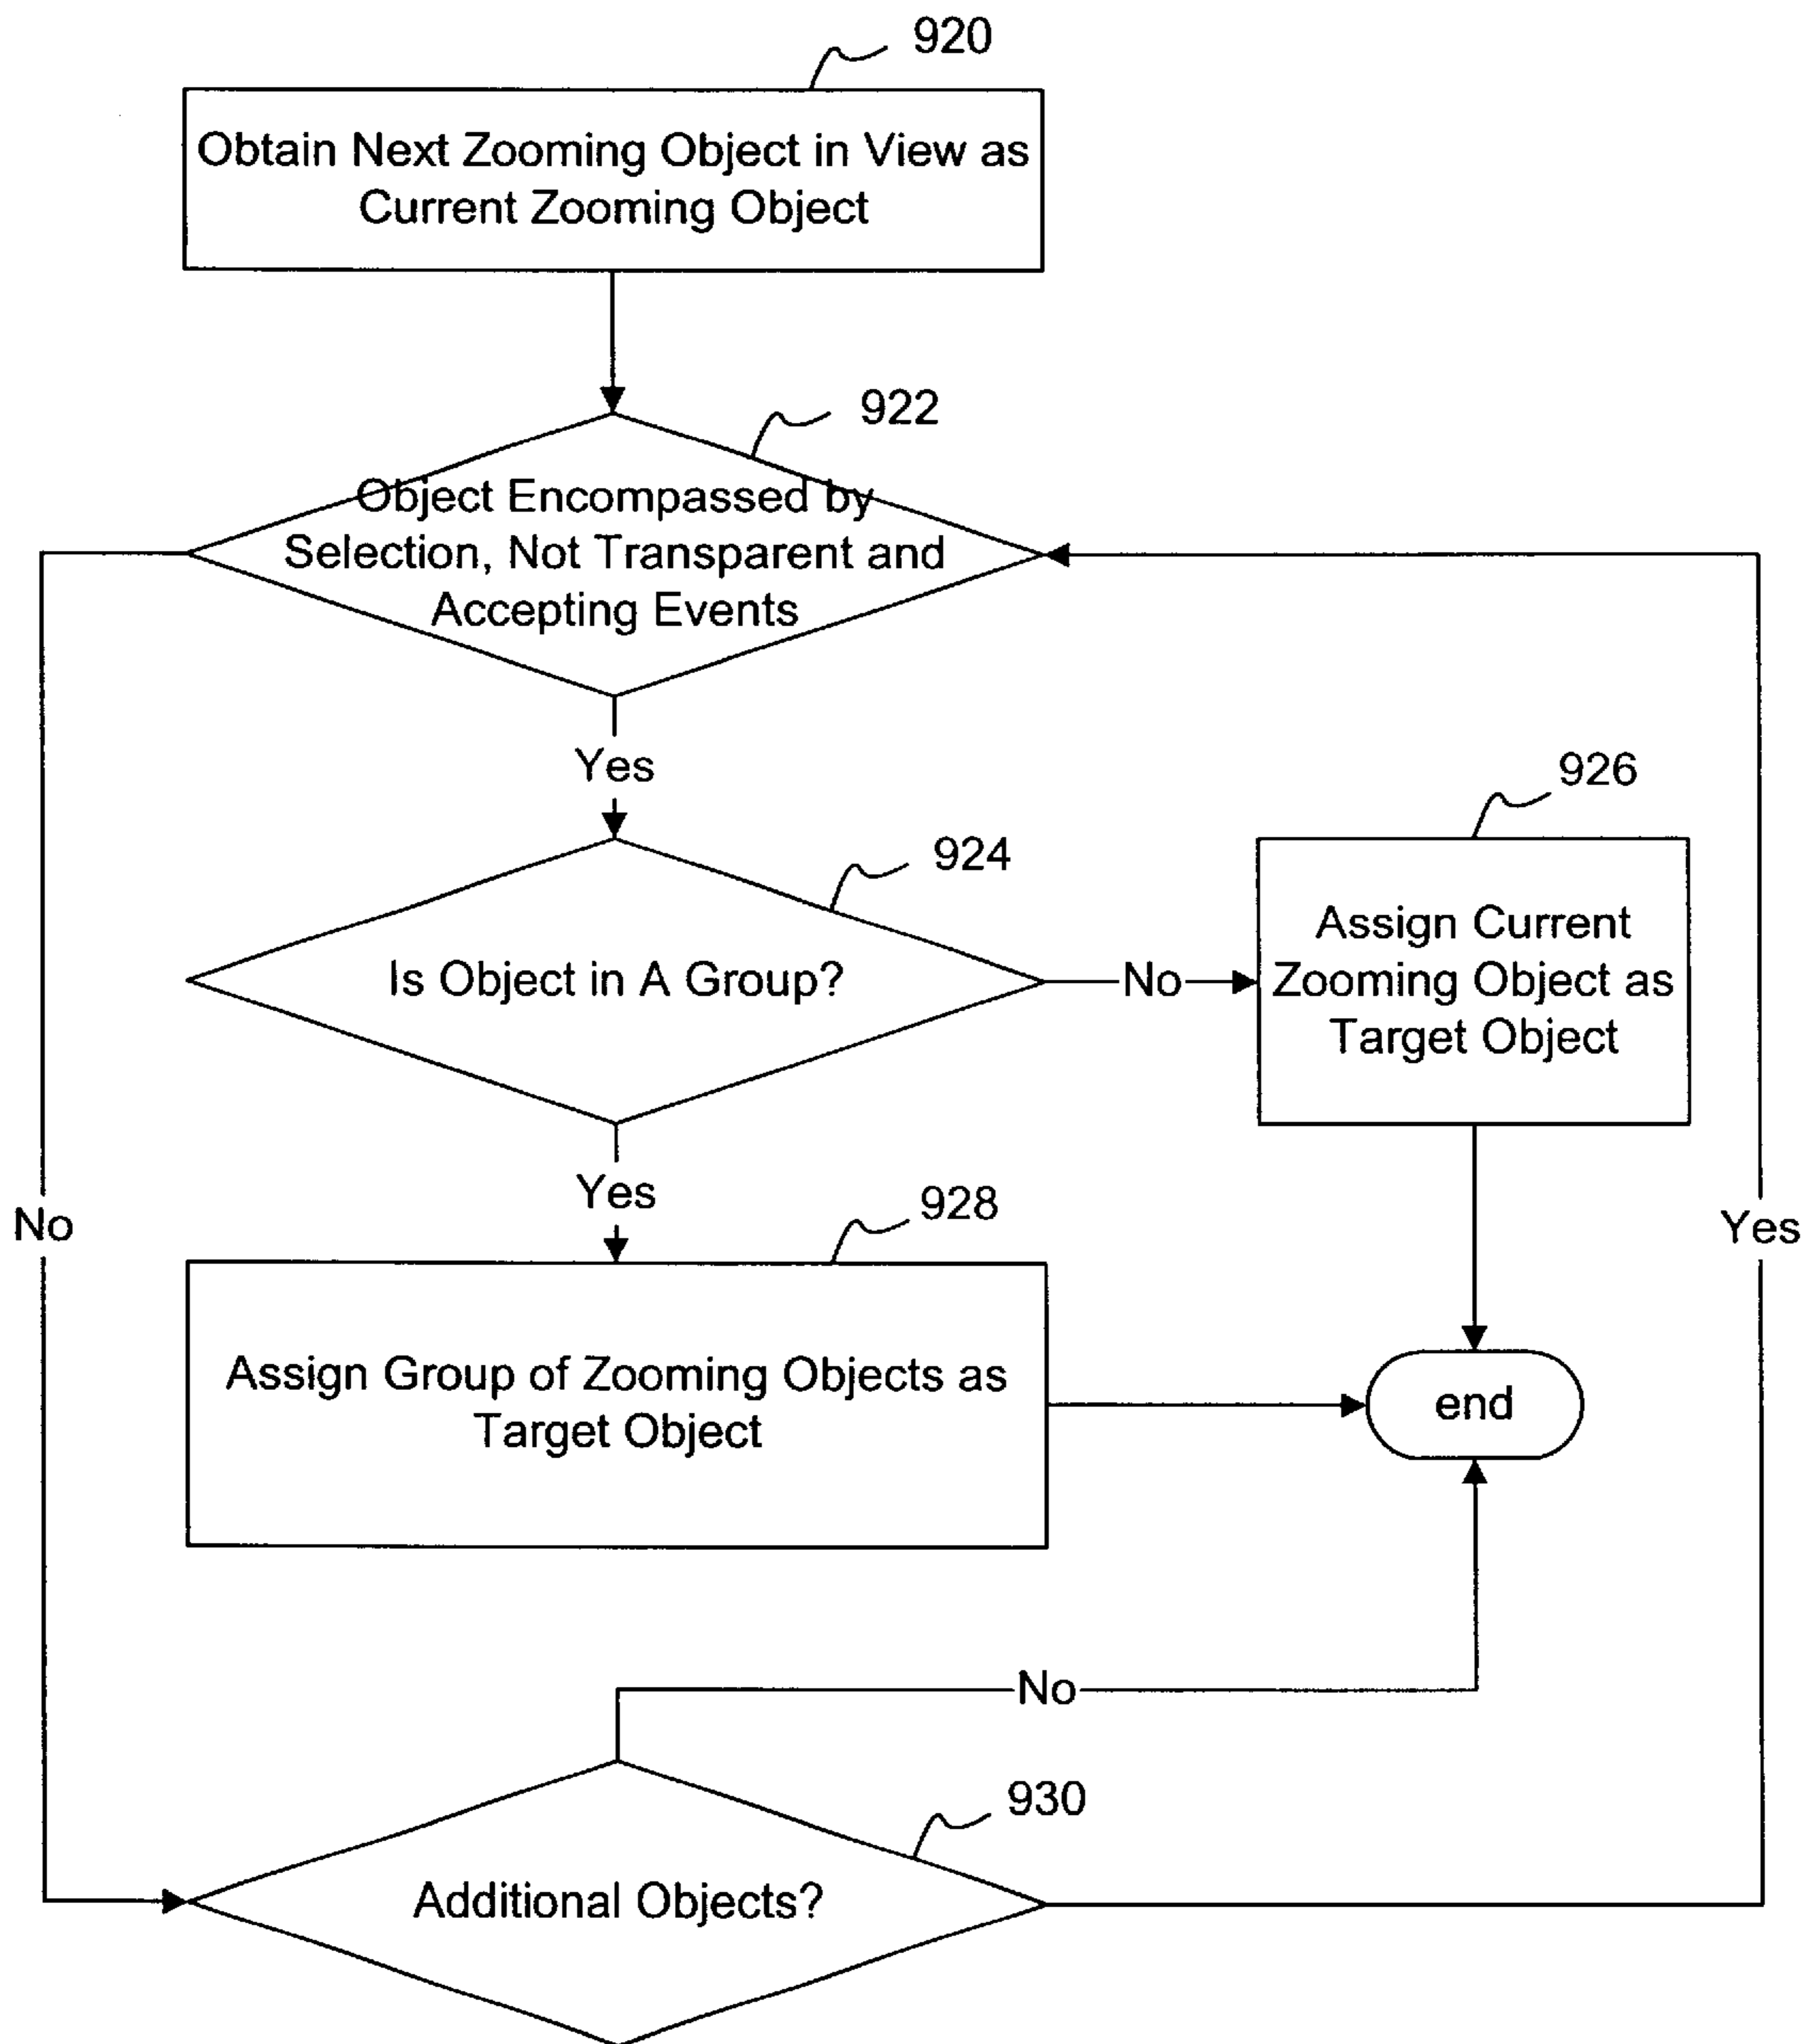 920
Obtain Next Zooming Object in View as
Current Zooming Object
922
Object Encompassed by
Selection, Not Transparent and
Accepting Events
Yes
926
924
Assign Current
Zooming Object as
Target Object
Is Object in A Group?
No
Yes
928
No
Yes
Assign Group of Zooming Objects as
Target Object
end
No
930
Additional Objects?